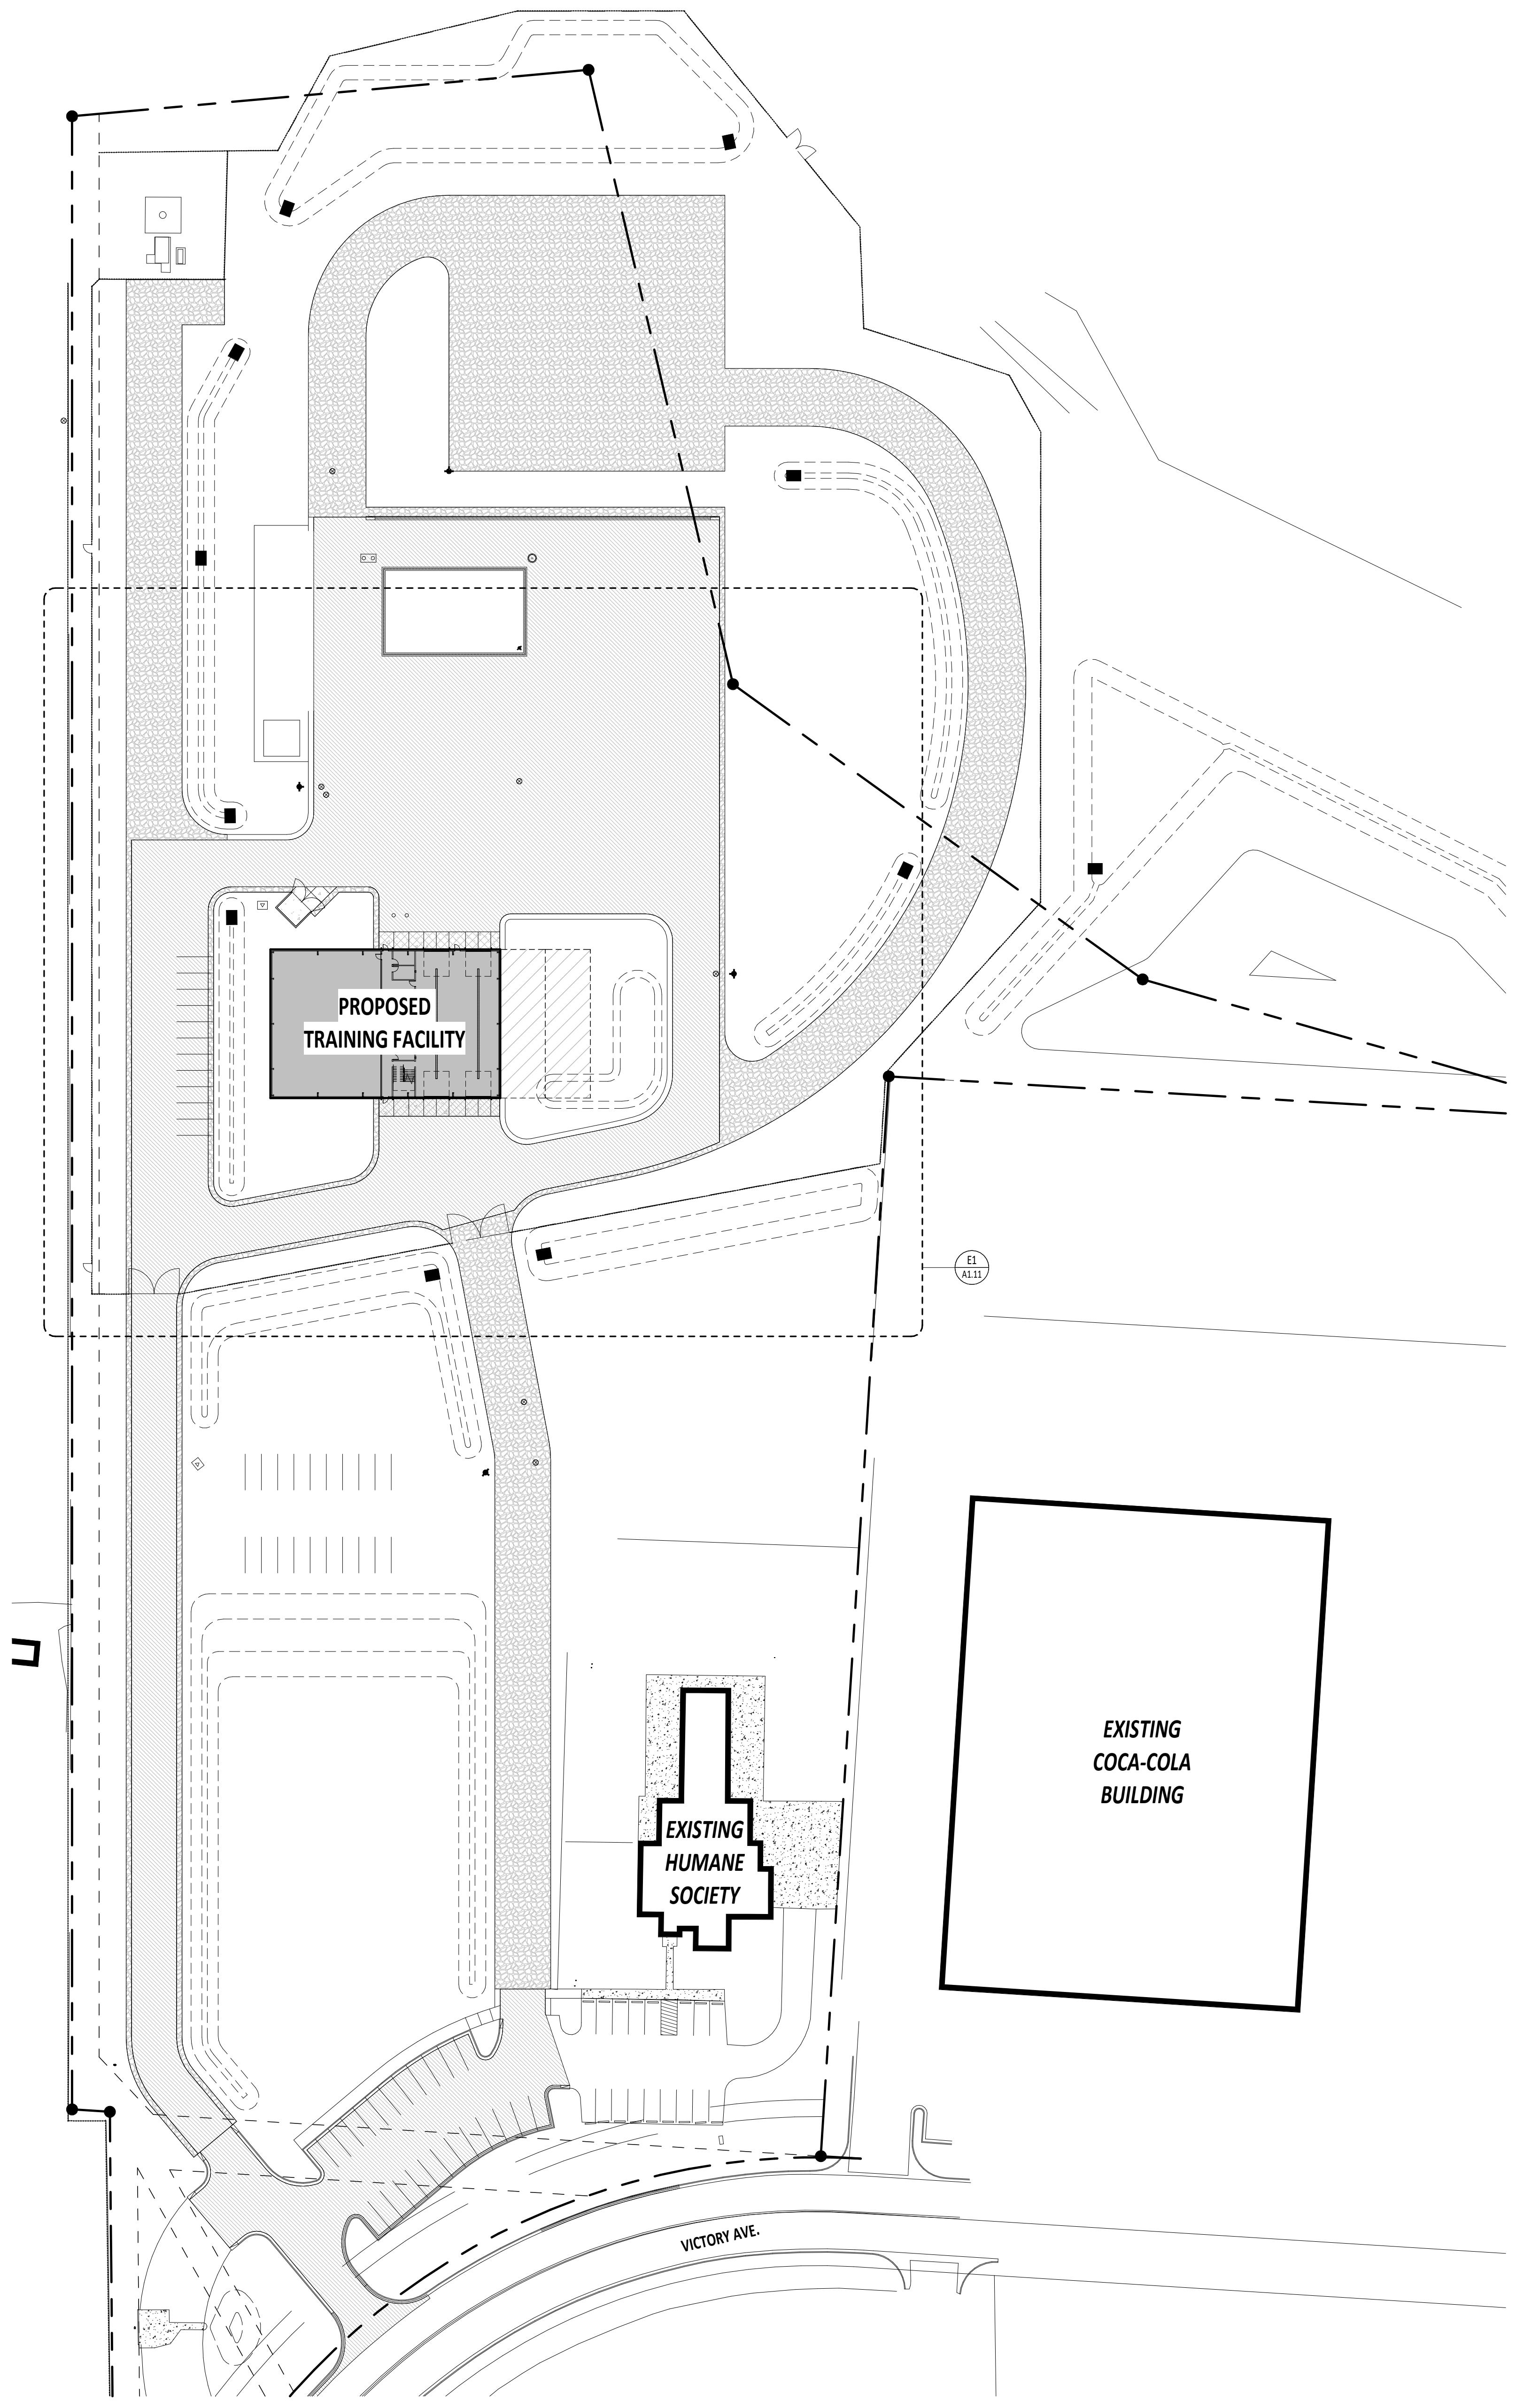 PROPOSED
TRAINING FACILITY
E1
A1.11
EXISTING
COCA-COLA
BUILDING
EXISTING
HUMANE
SOCIETY
VICTORY AVE.